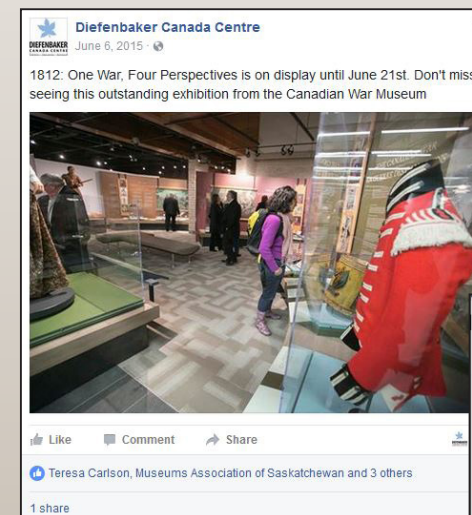 Diefenbaker Canada Centre
DIEFENBAKER
CANADA CENTRE
June 6, 2015 ·
1812: One War, Four Perspectives is on display until June 21st. Don't miss
seeing this outstanding exhibition from the Canadian War Museum
Like Comment Share
Teresa Carlson, Museums Association of Saskatchewan and 3 others
1 share